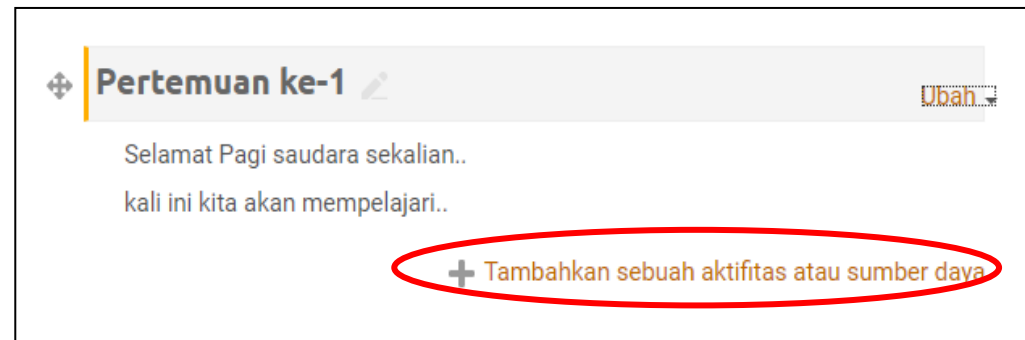 Pertemuan ke-1
Ubah
Selamat Pagi saudara sekalian..
kali ini kita akan mempelajari..
Tambahkan sebuah aktifitas atau sumber daya